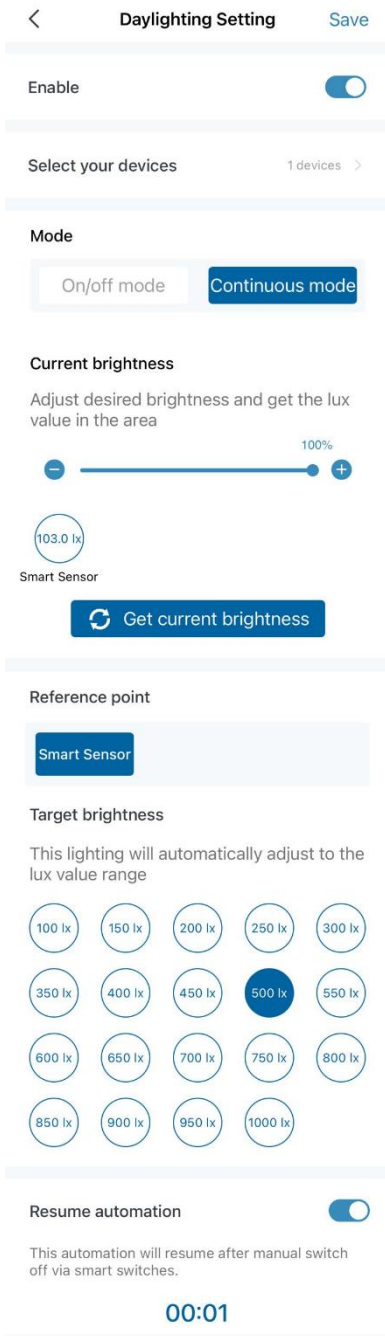 Daylighting Setting Save
Enable
Select your devices 1 devices
Mode
On/off mode Continuous mode
Current brightness
Adjust desired brightness and get the lux
value in the area
100%
103.0 lx
Smart Sensor
Get current brightness
Reference point
Smart Sensor
Target brightness
This lighting will automatically adjust to the
lux value range
100 lx 150 lx 200 lx 250 lx 300 lx
350 lx 400 lx 450 lx 500 lx 550 lx
600 lx 650 lx 700 lx 750 lx 800 lx
850 lx 900 lx 950 lx 1000 lx
Resume automation
This automation will resume after manual switch
off via smart switches.
00:01